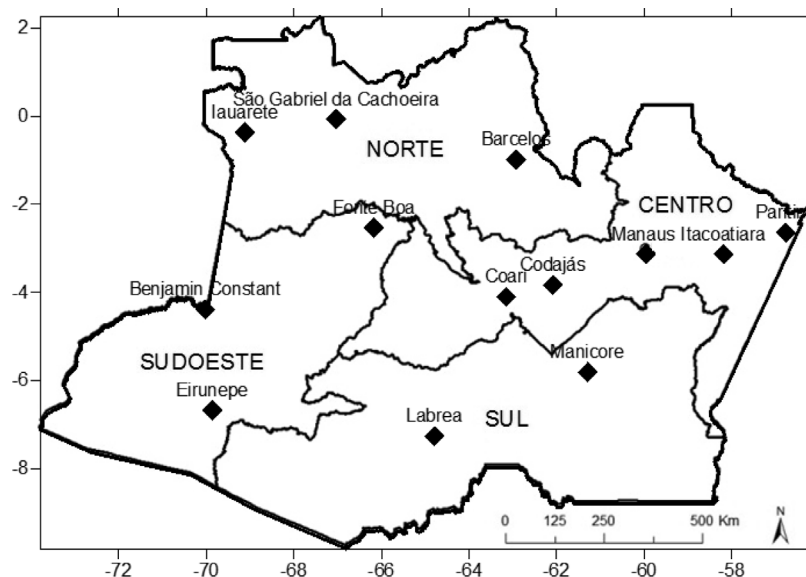 2
São Gabriel da Cachoeira
Iauarete
0
NORTE
Barcelos
-2
Fonte Boa
CENTRO
Manaus Itacoatiara
Codajás
Coari
Benjamin Constant
-4
Manicore
SUDOESTE
-6
Eirunepe
Labrea
SUL
-8
N
0 125 250 500 Km
-72 -70 -68 -66 -64 -62 -60 -58